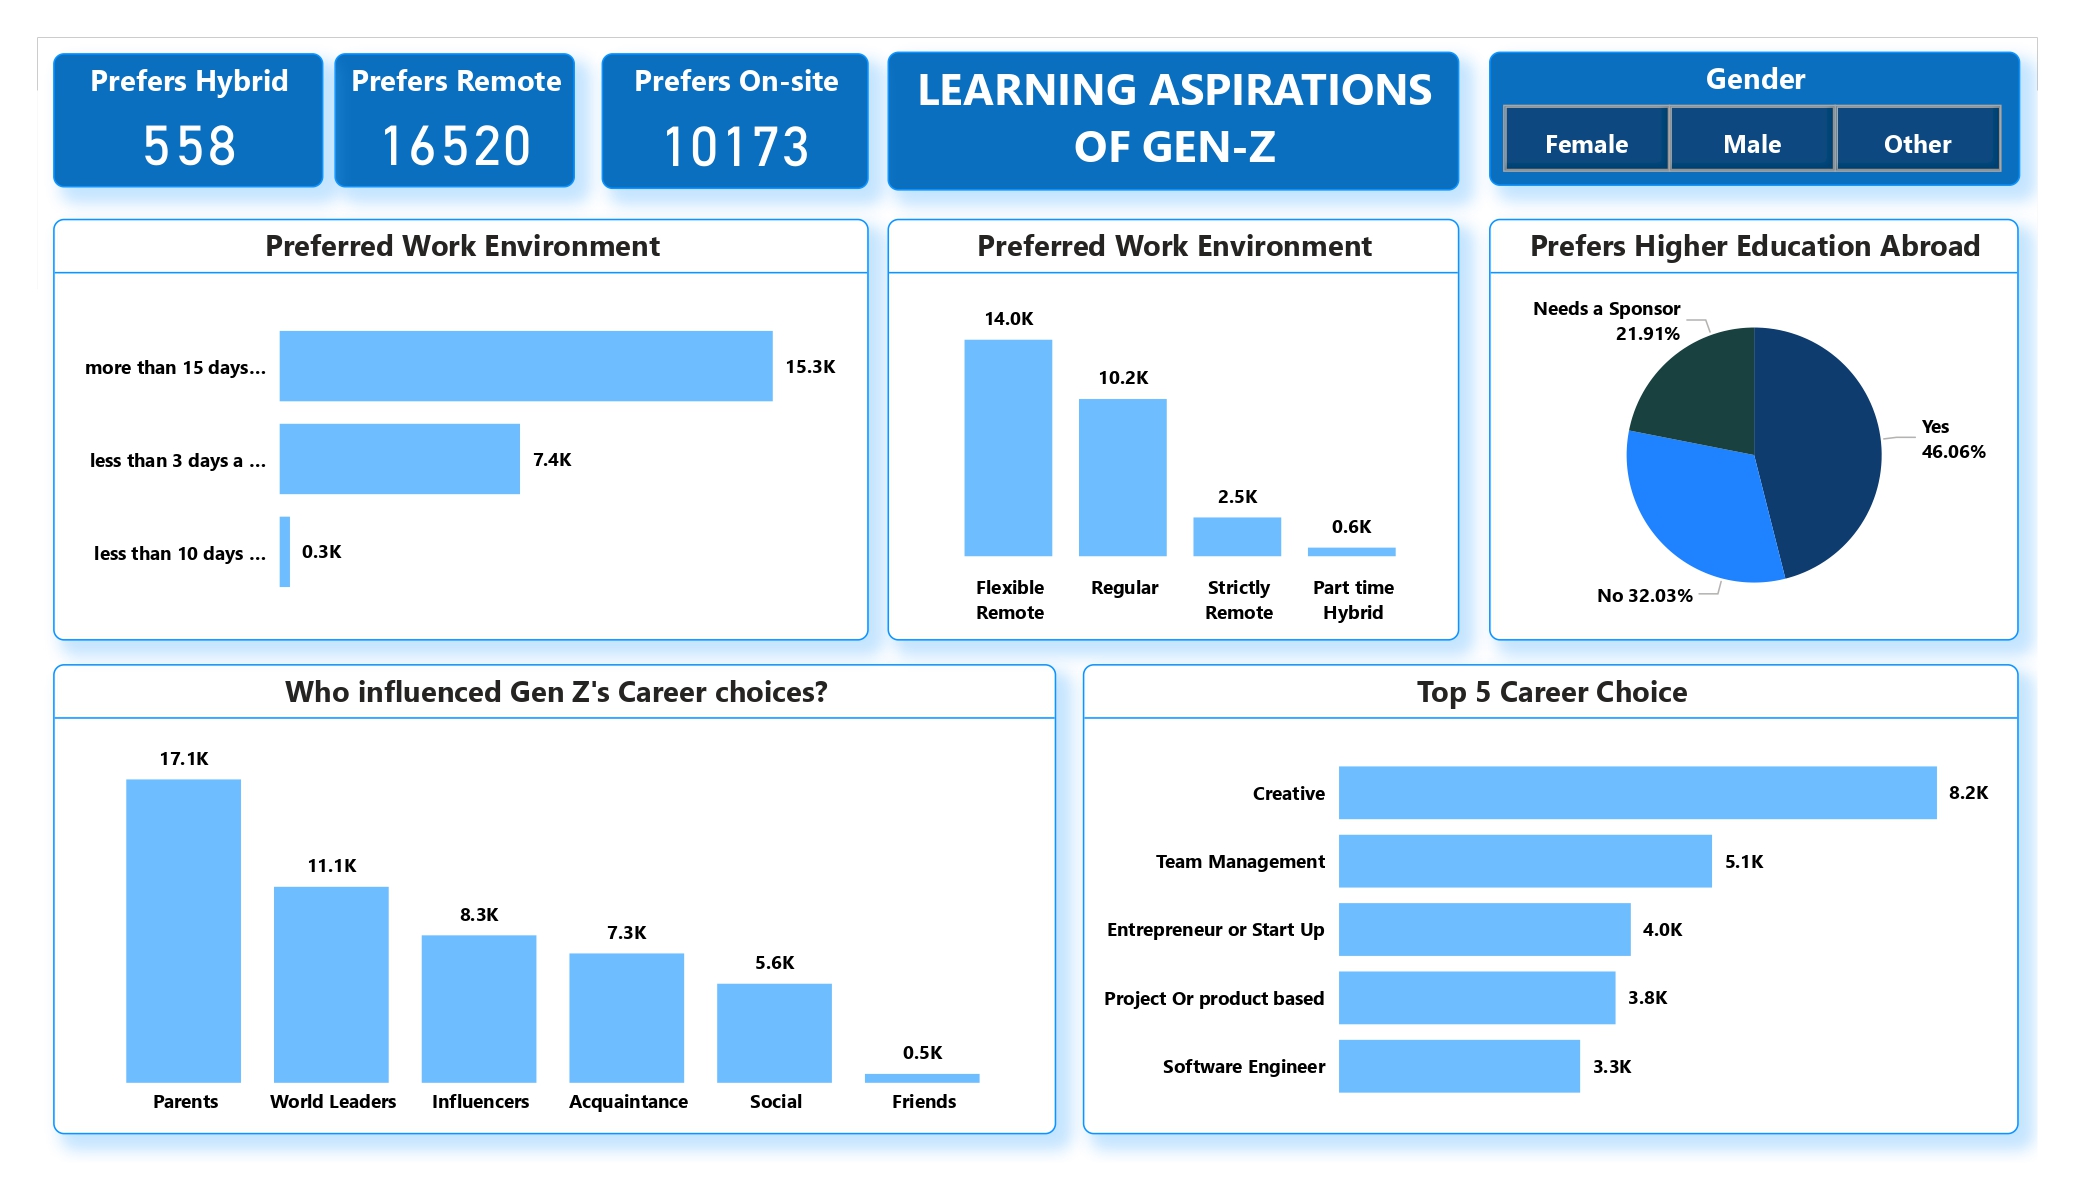 Prefers Hybrid
558
Prefers Remote
16520
Prefers On-site
10173
LEARNING ASPIRATIONS
OF GEN-Z
Gender
Female
Male
Other
Preferred Work Environment
more than 15 days...
15.3K
less than 3 days a ...
7.4K
less than 10 days ...
0.3K
Preferred Work Environment
14.0K
10.2K
2.5K
0.6K
Flexible
Remote
Regular
Strictly
Remote
Part time
Hybrid
Prefers Higher Education Abroad
Needs a Sponsor
21.91%
Yes
46.06%
No 32.03%
Who influenced Gen Z's Career choices?
17.1K
11.1K
8.3K
7.3K
5.6K
0.5K
Parents
World Leaders
Influencers
Acquaintance
Social
Friends
Top 5 Career Choice
Creative
8.2K
Team Management
5.1K
Entrepreneur or Start Up
4.0K
Project Or product based
3.8K
Software Engineer
3.3K